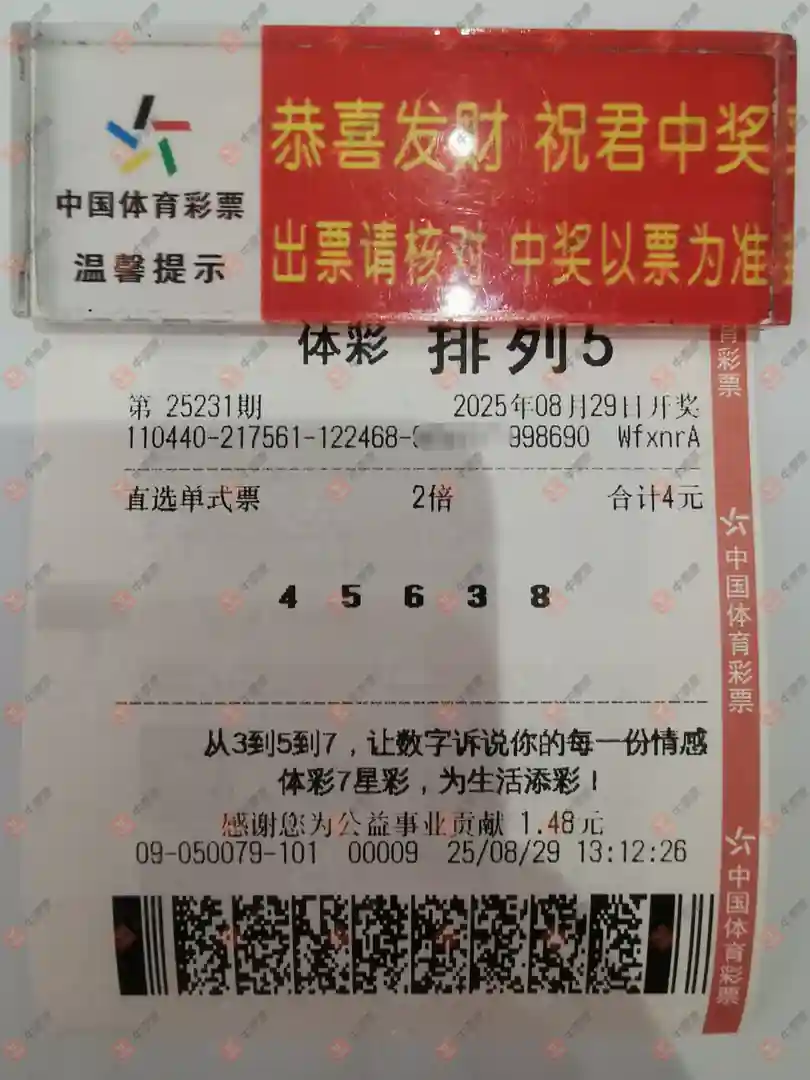 中国体育彩票
温馨提示
恭喜发财 祝君中奖
出票请核对 中奖以票为准
体彩 排列5
第 25231期 2025年08月29日开奖
110440-217561-122468- 998690 WfxnrA
直选单式票 2倍 合计4元
4 5 6 3 8
从3到5到7，让数字诉说你的每一份情感
体彩7星彩，为生活添彩！
感谢您为公益事业贡献 1.48元
09-050079-101 00009 25/08/29 13:12:26
育彩票
中国体育彩票
中国体育彩票